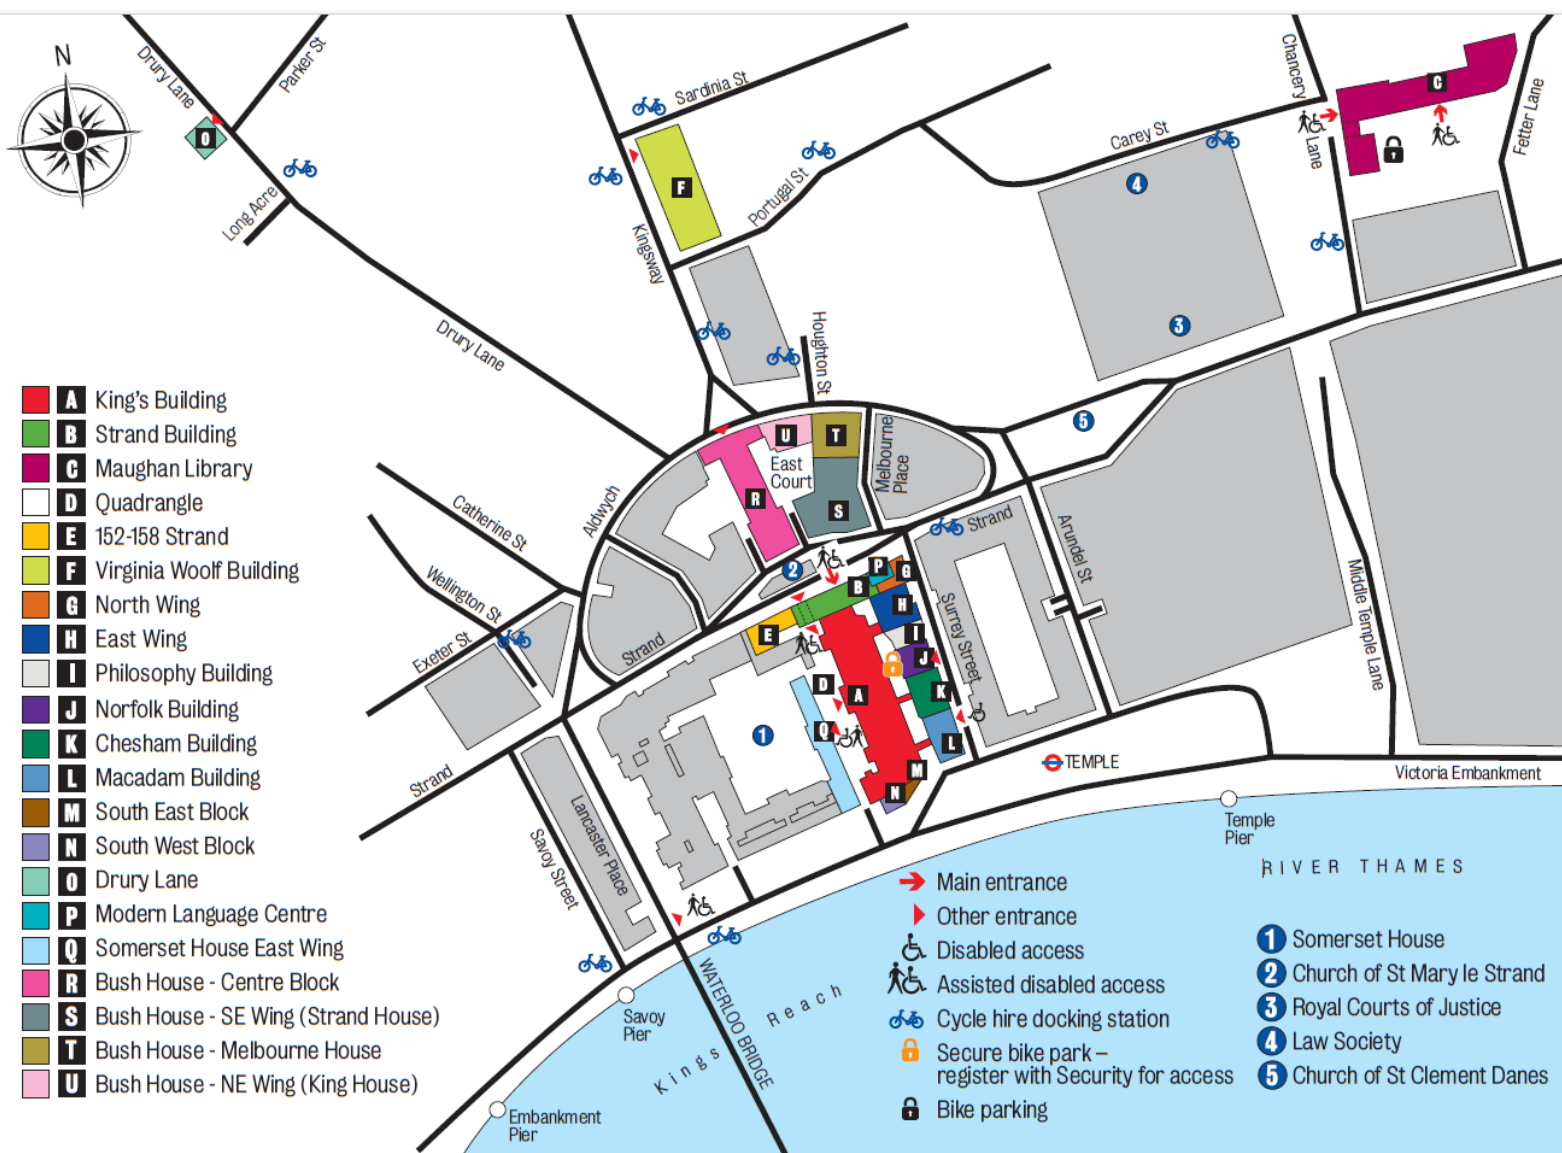 N
Drury Lane
Parker St
O
Long Acre
Drury Lane
Sardinia St
F
Kingsway
Portugal St
Houghton St
Carey St
Chancery
Lane
C
Fetter Lane
4
3
5
A King's Building
B Strand Building
C Maughan Library
D Quadrangle
E 152-158 Strand
F Virginia Woolf Building
G North Wing
H East Wing
I Philosophy Building
J Norfolk Building
K Chesham Building
L Macadam Building
M South East Block
N South West Block
O Drury Lane
P Modern Language Centre
Q Somerset House East Wing
R Bush House - Centre Block
S Bush House - SE Wing (Strand House)
T Bush House - Melbourne House
U Bush House - NE Wing (King House)
U
T
East
Court
R
S
Melbourne
Place
Aldwych
Catherine St
Wellington St
Exeter St
Strand
Strand
Strand
2
P
G
B
H
E
I
J
D
A
K
Q
L
M
N
1
Surrey Street
Arundel St
Middle Temple Lane
Lancaster Place
Savoy Street
TEMPLE
Victoria Embankment
Temple
Pier
RIVER THAMES
Savoy
Pier
WATERLOO BRIDGE
Kings Reach
Embankment
Pier
Main entrance
Other entrance
Disabled access
Assisted disabled access
Cycle hire docking station
Secure bike park –
register with Security for access
Bike parking
1 Somerset House
2 Church of St Mary le Strand
3 Royal Courts of Justice
4 Law Society
5 Church of St Clement Danes